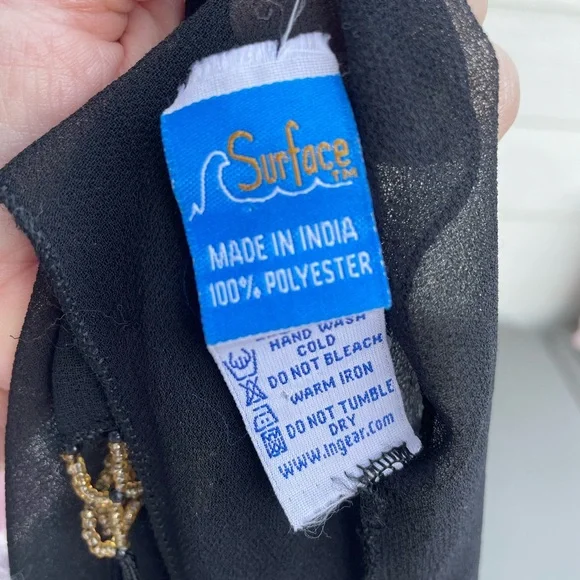 Surface
MADE IN INDIA
100% POLYESTER
HAND WASH
COLD
DO NOT BLEACH
WARM IRON
DO NOT TUMBLE
DRY
www.ingear.com